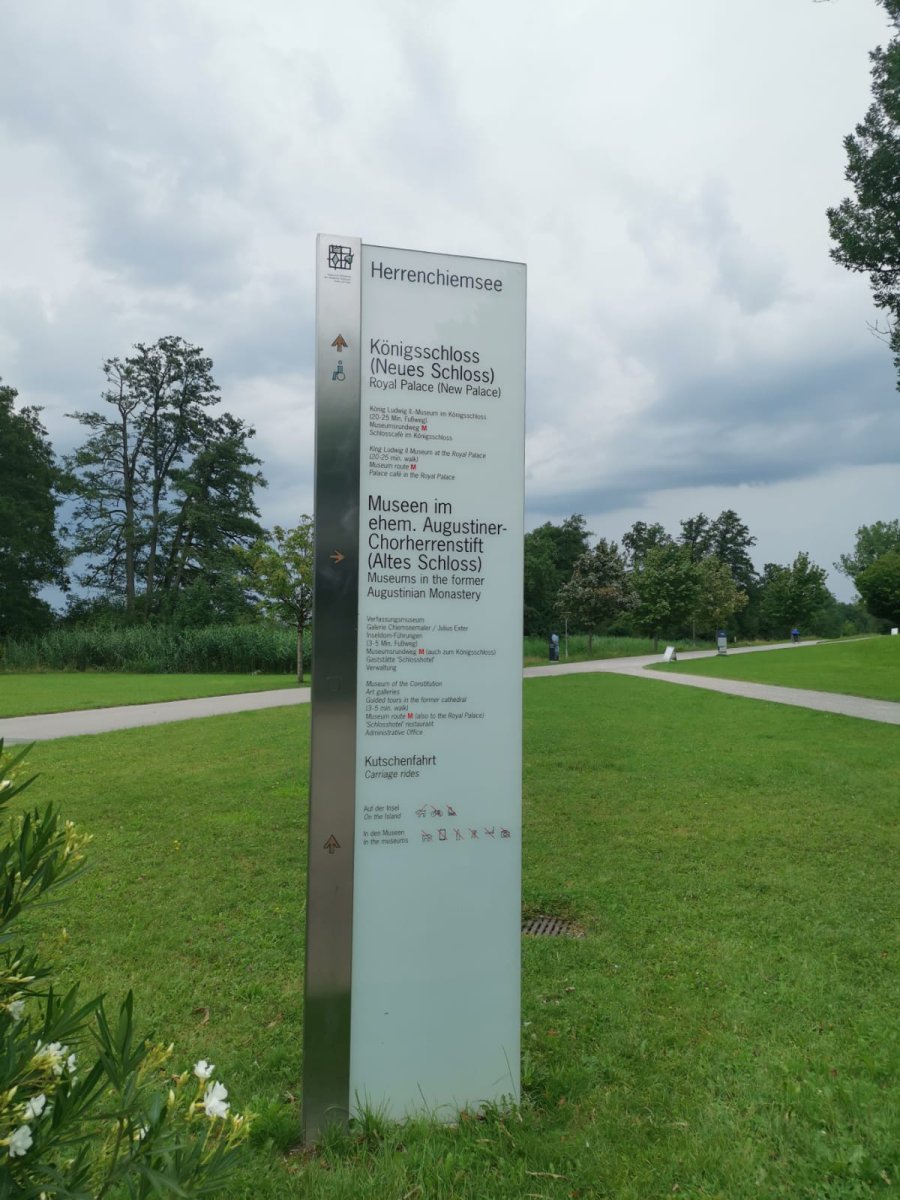 Herrenchiemsee
Königsschloss
(Neues Schloss)
Royal Palace (New Palace)
König Ludwig II.-Museum im Königsschloss
(20-25 Min. Fußweg)
Museumsrundweg M
Schlosscafé im Königsschloss
King Ludwig II Museum at the Royal Palace
(20-25 min. walk)
Museum route M
Palace café in the Royal Palace
Museen im
ehem. Augustiner-
Chorherrenstift
(Altes Schloss)
Museums in the former
Augustinian Monastery
Verfassungsmuseum
Galerie Chiemseemaler / Julius Exter
Inseldom-Führungen
(3-5 Min. Fußweg)
Museumsrundweg M (auch zum Königsschloss)
Gaststätte 'Schlosshotel'
Verwaltung
Museum of the Constitution
Art galleries
Guided tours in the former cathedral
(3-5 min. walk)
Museum route M (also to the Royal Palace)
'Schlosshotel' restaurant
Administrative Office
Kutschenfahrt
Carriage rides
Auf der Insel
On the Island
In den Museen
In the museums